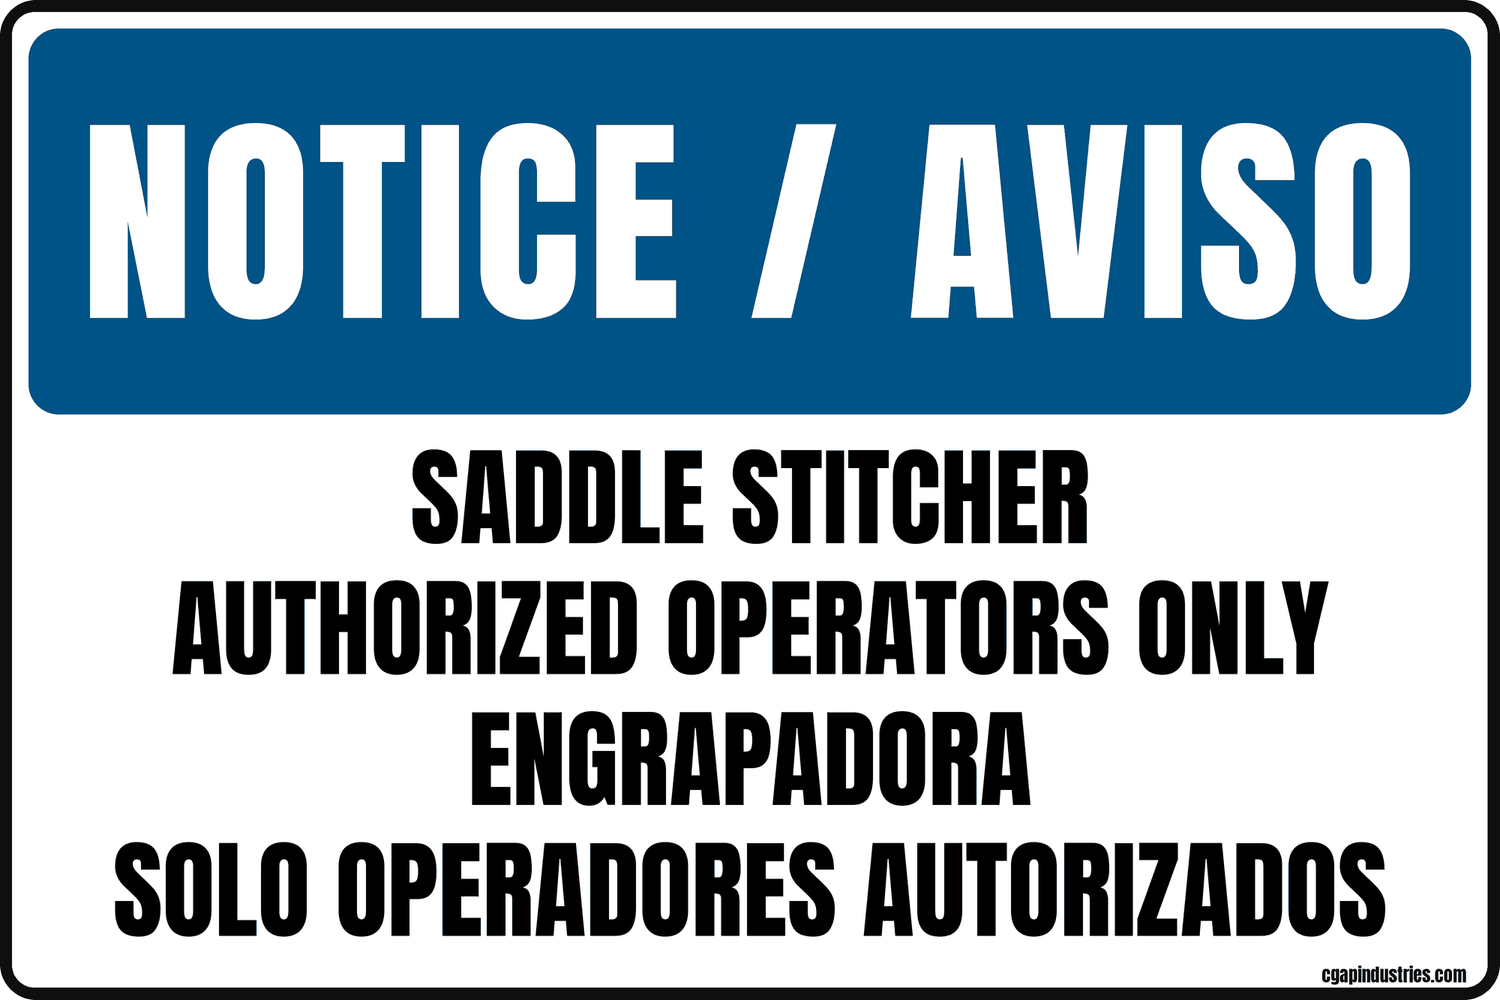 NOTICE / AVISO
SADDLE STITCHER
AUTHORIZED OPERATORS ONLY
ENGRAPADORA
SOLO OPERADORES AUTORIZADOS
cgapindustries.com